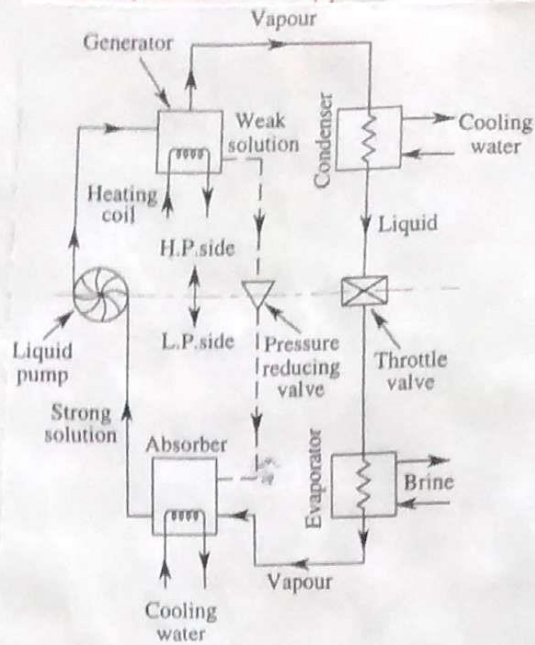 Vapour
Generator
Weak
solution
Condenser
Cooling
water
Heating
coil
Liquid
H.P.side
L.P.side
Liquid
pump
Pressure
reducing
valve
Throttle
valve
Strong
solution
Absorber
Evaporator
Brine
Vapour
Cooling
water